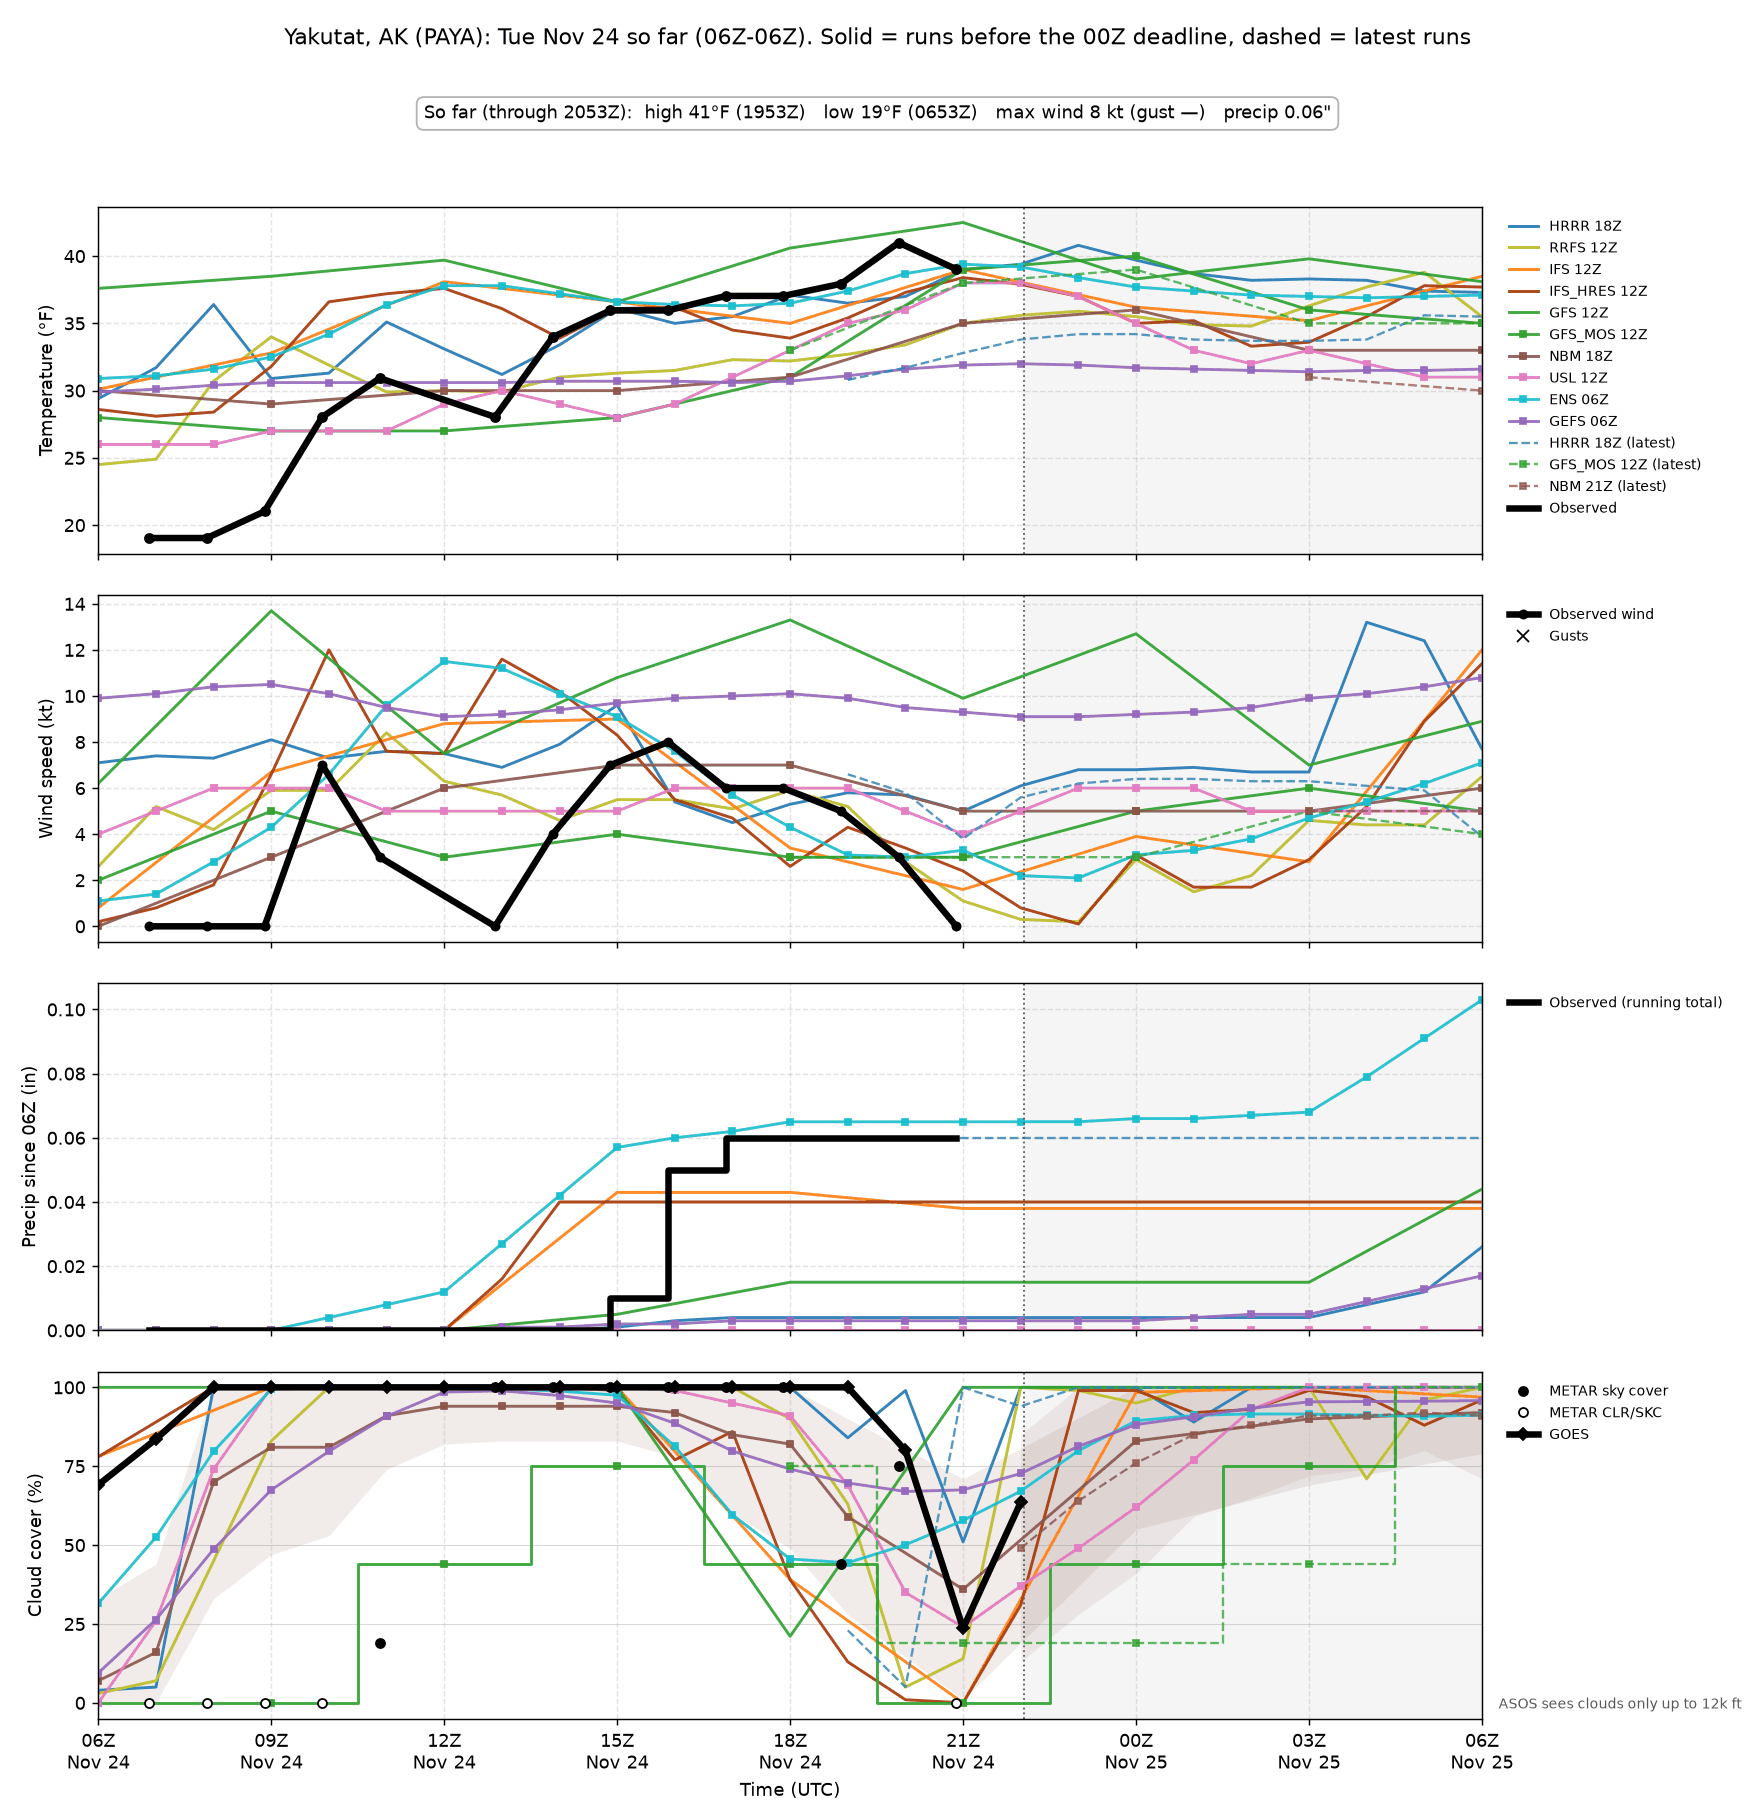 Yakutat, AK (PAYA): Tue Nov 24 so far (06Z-06Z). Solid = runs before the 00Z deadline, dashed = latest runs
So far (through 2053Z):  high 41°F (1953Z)   low 19°F (0653Z)   max wind 8 kt (gust —)   precip 0.06"
Temperature (°F)
40
35
30
25
20
HRRR 18Z
RRFS 12Z
IFS 12Z
IFS_HRES 12Z
GFS 12Z
GFS_MOS 12Z
NBM 18Z
USL 12Z
ENS 06Z
GEFS 06Z
HRRR 18Z (latest)
GFS_MOS 12Z (latest)
NBM 21Z (latest)
Observed
Wind speed (kt)
14
12
10
8
6
4
2
0
Observed wind
Gusts
Precip since 06Z (in)
0.10
0.08
0.06
0.04
0.02
0.00
Observed (running total)
Cloud cover (%)
100
75
50
25
0
METAR sky cover
METAR CLR/SKC
GOES
ASOS sees clouds only up to 12k ft
06Z
Nov 24
09Z
Nov 24
12Z
Nov 24
15Z
Nov 24
18Z
Nov 24
21Z
Nov 24
00Z
Nov 25
03Z
Nov 25
06Z
Nov 25
Time (UTC)